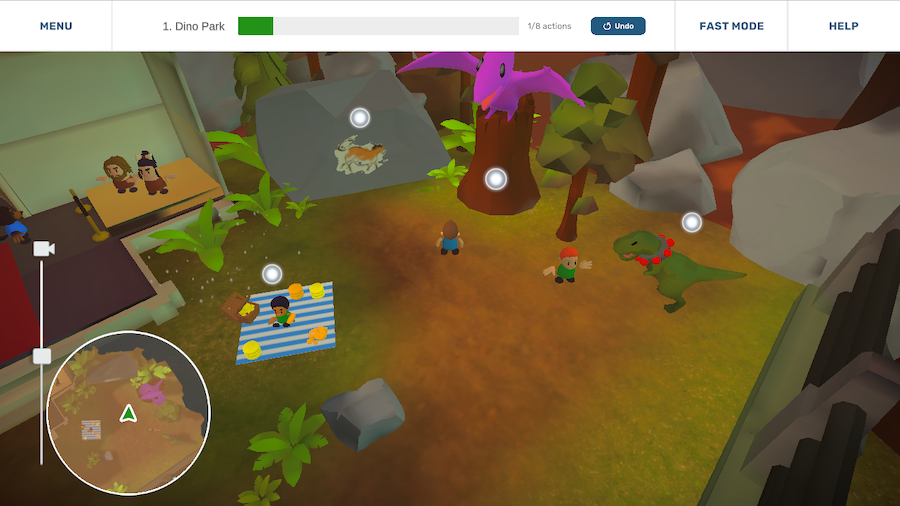 MENU
1. Dino Park
1/8 actions
Undo
FAST MODE
HELP